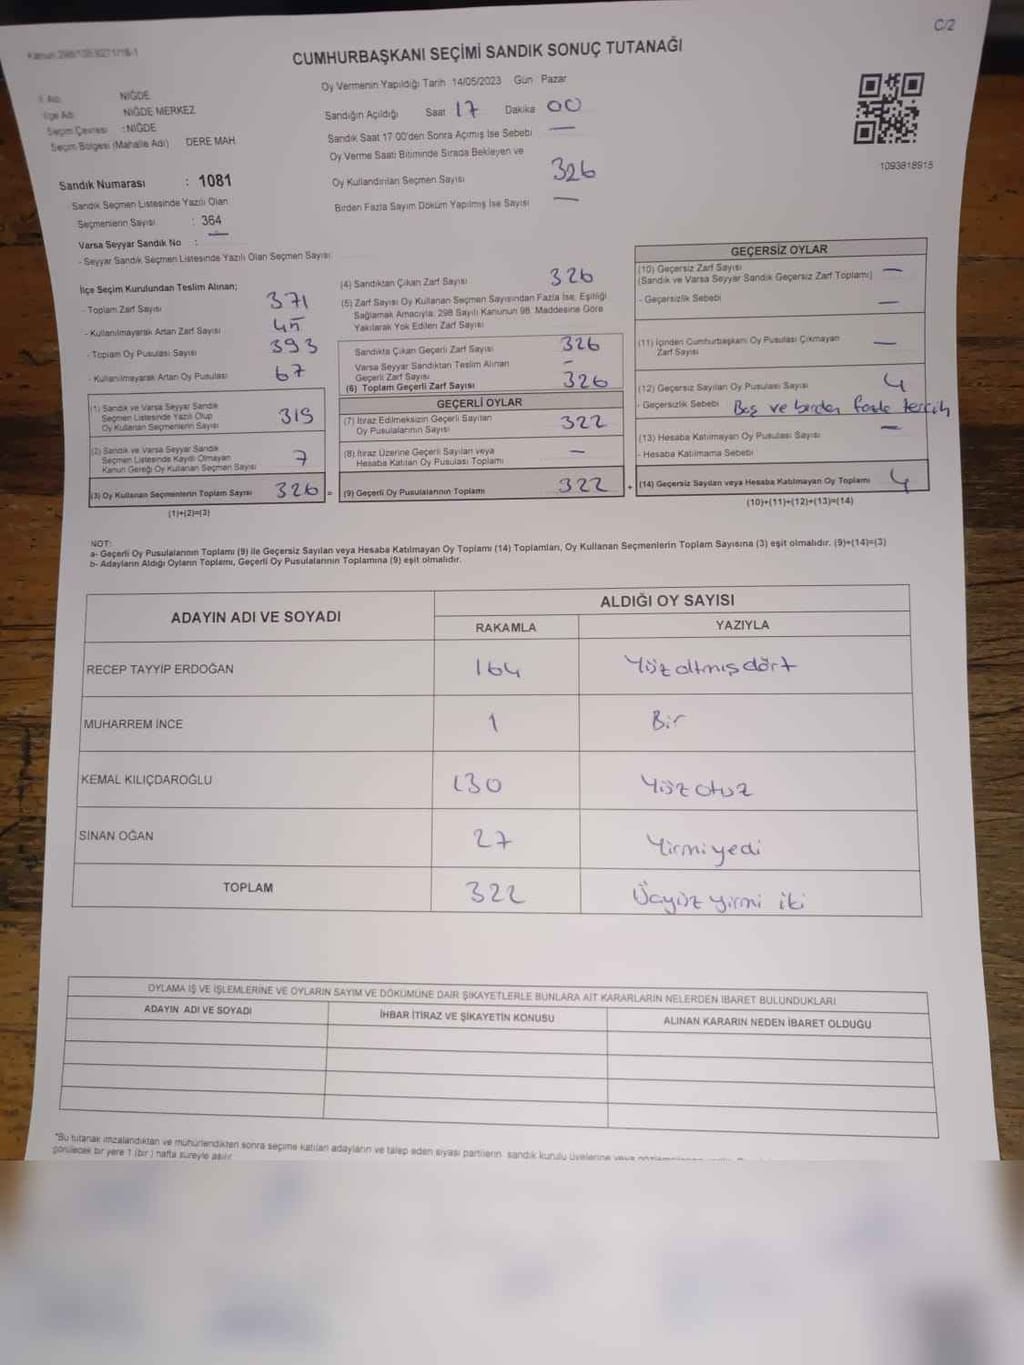 C/2
CUMHURBAŞKANI SEÇİMİ SANDIK SONUÇ TUTANAĞI
Oy Vermenin Yapıldığı Tarih 14/05/2023 Gün Pazar
NİĞDE
İlçe Adı NİĞDE MERKEZ
Seçim Çevresi : NİĞDE
Seçim Bölgesi (Mahalle Adı) DERE MAH.
Sandığın Açıldığı Saat 17 Dakika 00
Sandık Saat 17.00'den Sonra Açılmış İse Sebebi —
Oy Verme Saati Bitiminde Sırada Bekleyen ve
Oy Kullandırılan Seçmen Sayısı 326
Birden Fazla Sayım Döküm Yapılmış İse Sayısı —
1093818915
Sandık Numarası : 1081
Sandık Seçmen Listesinde Yazılı Olan
Seçmenlerin Sayısı : 364
Varsa Seyyar Sandık No : —
- Seyyar Sandık Seçmen Listesinde Yazılı Olan Seçmen Sayısı:
İlçe Seçim Kurulundan Teslim Alınan;
- Toplam Zarf Sayısı 371
- Kullanılmayarak Artan Zarf Sayısı 45
- Toplam Oy Pusulası Sayısı 393
- Kullanılmayarak Artan Oy Pusulası 67
(1) Sandık ve Varsa Seyyar Sandık
Seçmen Listesinde Yazılı Olup
Oy Kullanan Seçmenlerin Sayısı 319
(2) Sandık ve Varsa Seyyar Sandık
Seçmen Listesinde Kaydı Olmayan
Kanun Gereği Oy Kullanan Seçmen Sayısı 7
(3) Oy Kullanan Seçmenlerin Toplam Sayısı 326 =
(1)+(2)=(3)
(4) Sandıktan Çıkan Zarf Sayısı 326
(5) Zarf Sayısı Oy Kullanan Seçmen Sayısından Fazla İse, Eşitliği
Sağlamak Amacıyla, 298 Sayılı Kanunun 98. Maddesine Göre
Yakılarak Yok Edilen Zarf Sayısı
Sandıkta Çıkan Geçerli Zarf Sayısı 326
Varsa Seyyar Sandıktan Teslim Alınan
Geçerli Zarf Sayısı —
(6) Toplam Geçerli Zarf Sayısı 326
GEÇERLİ OYLAR
(7) İtiraz Edilmeksizin Geçerli Sayılan
Oy Pusulalarının Sayısı 322
(8) İtiraz Üzerine Geçerli Sayılan veya
Hesaba Katılan Oy Pusulası Toplamı —
(9) Geçerli Oy Pusulalarının Toplamı 322 +
GEÇERSİZ OYLAR
(10) Geçersiz Zarf Sayısı
(Sandık ve Varsa Seyyar Sandık Geçersiz Zarf Toplamı) —
- Geçersizlik Sebebi —
(11) İçinden Cumhurbaşkanı Oy Pusulası Çıkmayan
Zarf Sayısı —
(12) Geçersiz Sayılan Oy Pusulası Sayısı 4
- Geçersizlik Sebebi Boş ve birden fazla tercih
(13) Hesaba Katılmayan Oy Pusulası Sayısı —
- Hesaba Katılmama Sebebi
(14) Geçersiz Sayılan veya Hesaba Katılmayan Oy Toplamı 4
(10)+(11)+(12)+(13)=(14)
NOT:
a- Geçerli Oy Pusulalarının Toplamı (9) ile Geçersiz Sayılan veya Hesaba Katılmayan Oy Toplamı (14) Toplamları, Oy Kullanan Seçmenlerin Toplam Sayısına (3) eşit olmalıdır. (9)+(14)=(3)
b- Adayların Aldığı Oyların Toplamı, Geçerli Oy Pusulalarının Toplamına (9) eşit olmalıdır.
ADAYIN ADI VE SOYADI ALDIĞI OY SAYISI
RAKAMLA YAZIYLA
RECEP TAYYİP ERDOĞAN 164 Yüz altmış dört
MUHARREM İNCE 1 Bir
KEMAL KILIÇDAROĞLU 130 Yüz otuz
SİNAN OĞAN 27 Yirmi yedi
TOPLAM 322 Üçyüz yirmi iki
OYLAMA İŞ VE İŞLEMLERİNE VE OYLARIN SAYIM VE DÖKÜMÜNE DAİR ŞİKAYETLERLE BUNLARA AİT KARARLARIN NELERDEN İBARET BULUNDUKLARI
ADAYIN ADI VE SOYADI İHBAR İTİRAZ VE ŞİKAYETİN KONUSU ALINAN KARARIN NEDEN İBARET OLDUĞU
*Bu tutanak imzalandıktan ve mühürlendikten sonra seçime katılan adayların ve talep eden siyasi partilerin, sandık kurulu üyelerine veya
görülecek bir yere 1 (bir) hafta süreyle asılır.